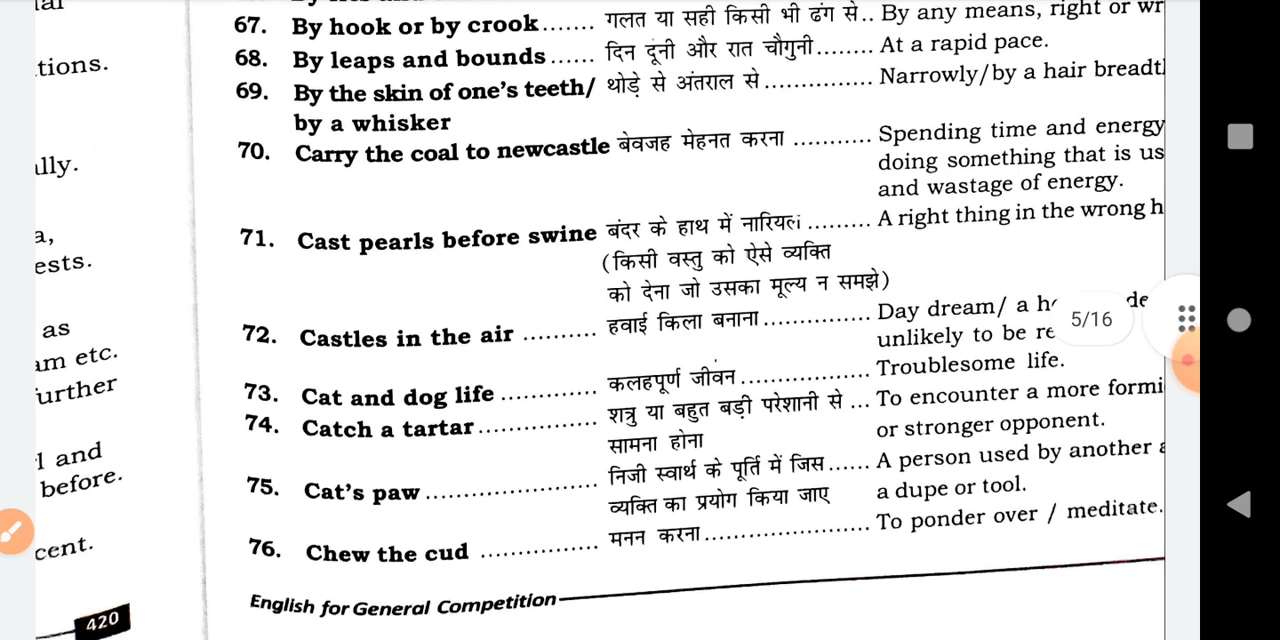 67. By hook or by crook....... गलत या सही किसी भी ढंग से.. By any means, right or wr
68. By leaps and bounds...... दिन दूनी और रात चौगुनी........ At a rapid pace.
69. By the skin of one's teeth/ थोड़े से अंतराल से............... Narrowly/by a hair breadt
by a whisker
70. Carry the coal to newcastle बेवजह मेहनत करना ........... Spending time and energy
doing something that is us
and wastage of energy.
71. Cast pearls before swine बंदर के हाथ में नारियल ......... A right thing in the wrong h
(किसी वस्तु को ऐसे व्यक्ति
को देना जो उसका मूल्य न समझे)
72. Castles in the air .......... हवाई किला बनाना............... Day dream/ a h de
unlikely to be re
73. Cat and dog life ............. कलहपूर्ण जीवन.................. Troublesome life.
74. Catch a tartar................ शत्रु या बहुत बड़ी परेशानी से ... To encounter a more formi
सामना होना or stronger opponent.
75. Cat's paw....................... निजी स्वार्थ के पूर्ति में जिस...... A person used by another a
व्यक्ति का प्रयोग किया जाए a dupe or tool.
76. Chew the cud ................ मनन करना...................... To ponder over / meditate.
English for General Competition
tions.
ally.
a,
ests.
as
am etc.
urther
l and
before.
cent.
420
5/16